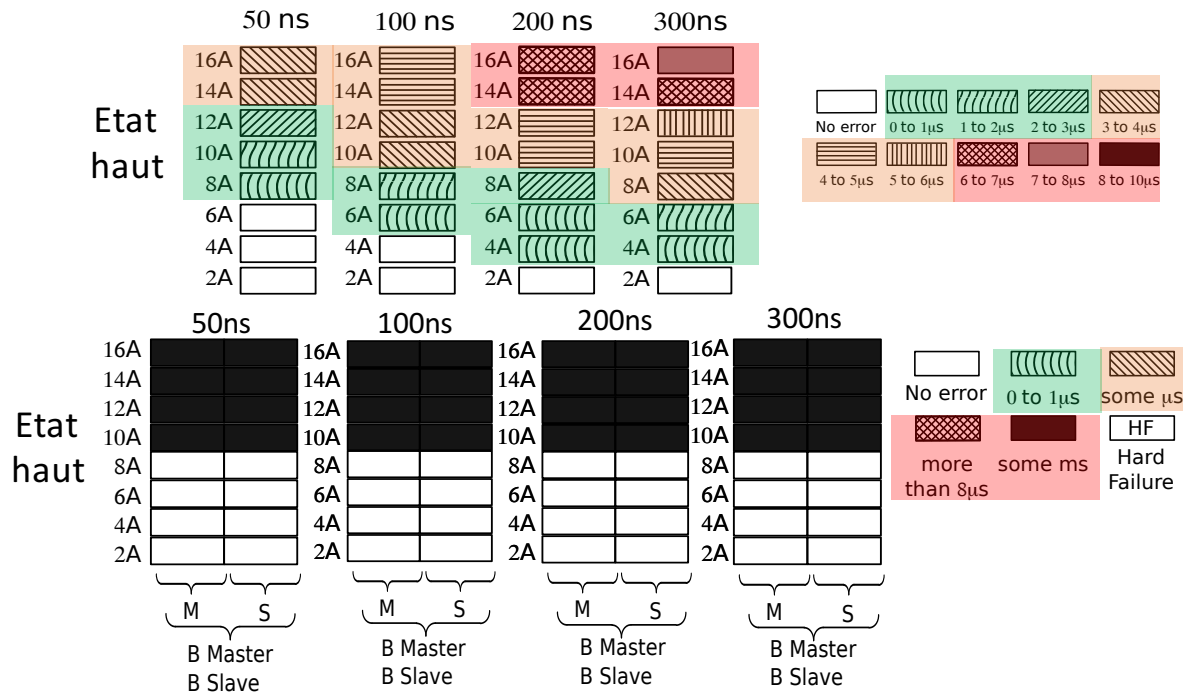 50 ns 100 ns 200 ns 300ns
16A 16A 16A 16A
14A 14A 14A 14A
12A 12A 12A 12A
10A 10A 10A 10A
8A 8A 8A 8A
6A 6A 6A 6A
4A 4A 4A 4A
2A 2A 2A 2A
Etat
haut
No error 0 to 1µs 1 to 2µs 2 to 3µs 3 to 4µs
4 to 5µs 5 to 6µs 6 to 7µs 7 to 8µs 8 to 10µs
50ns 100ns 200ns 300ns
16A 16A 16A 16A
14A 14A 14A 14A
12A 12A 12A 12A
10A 10A 10A 10A
8A 8A 8A 8A
6A 6A 6A 6A
4A 4A 4A 4A
2A 2A 2A 2A
Etat
haut
M S M S M S M S
B Master B Master B Master B Master
B Slave B Slave B Slave B Slave
No error 0 to 1µs some µs
HF
more some ms Hard
than 8µs Failure